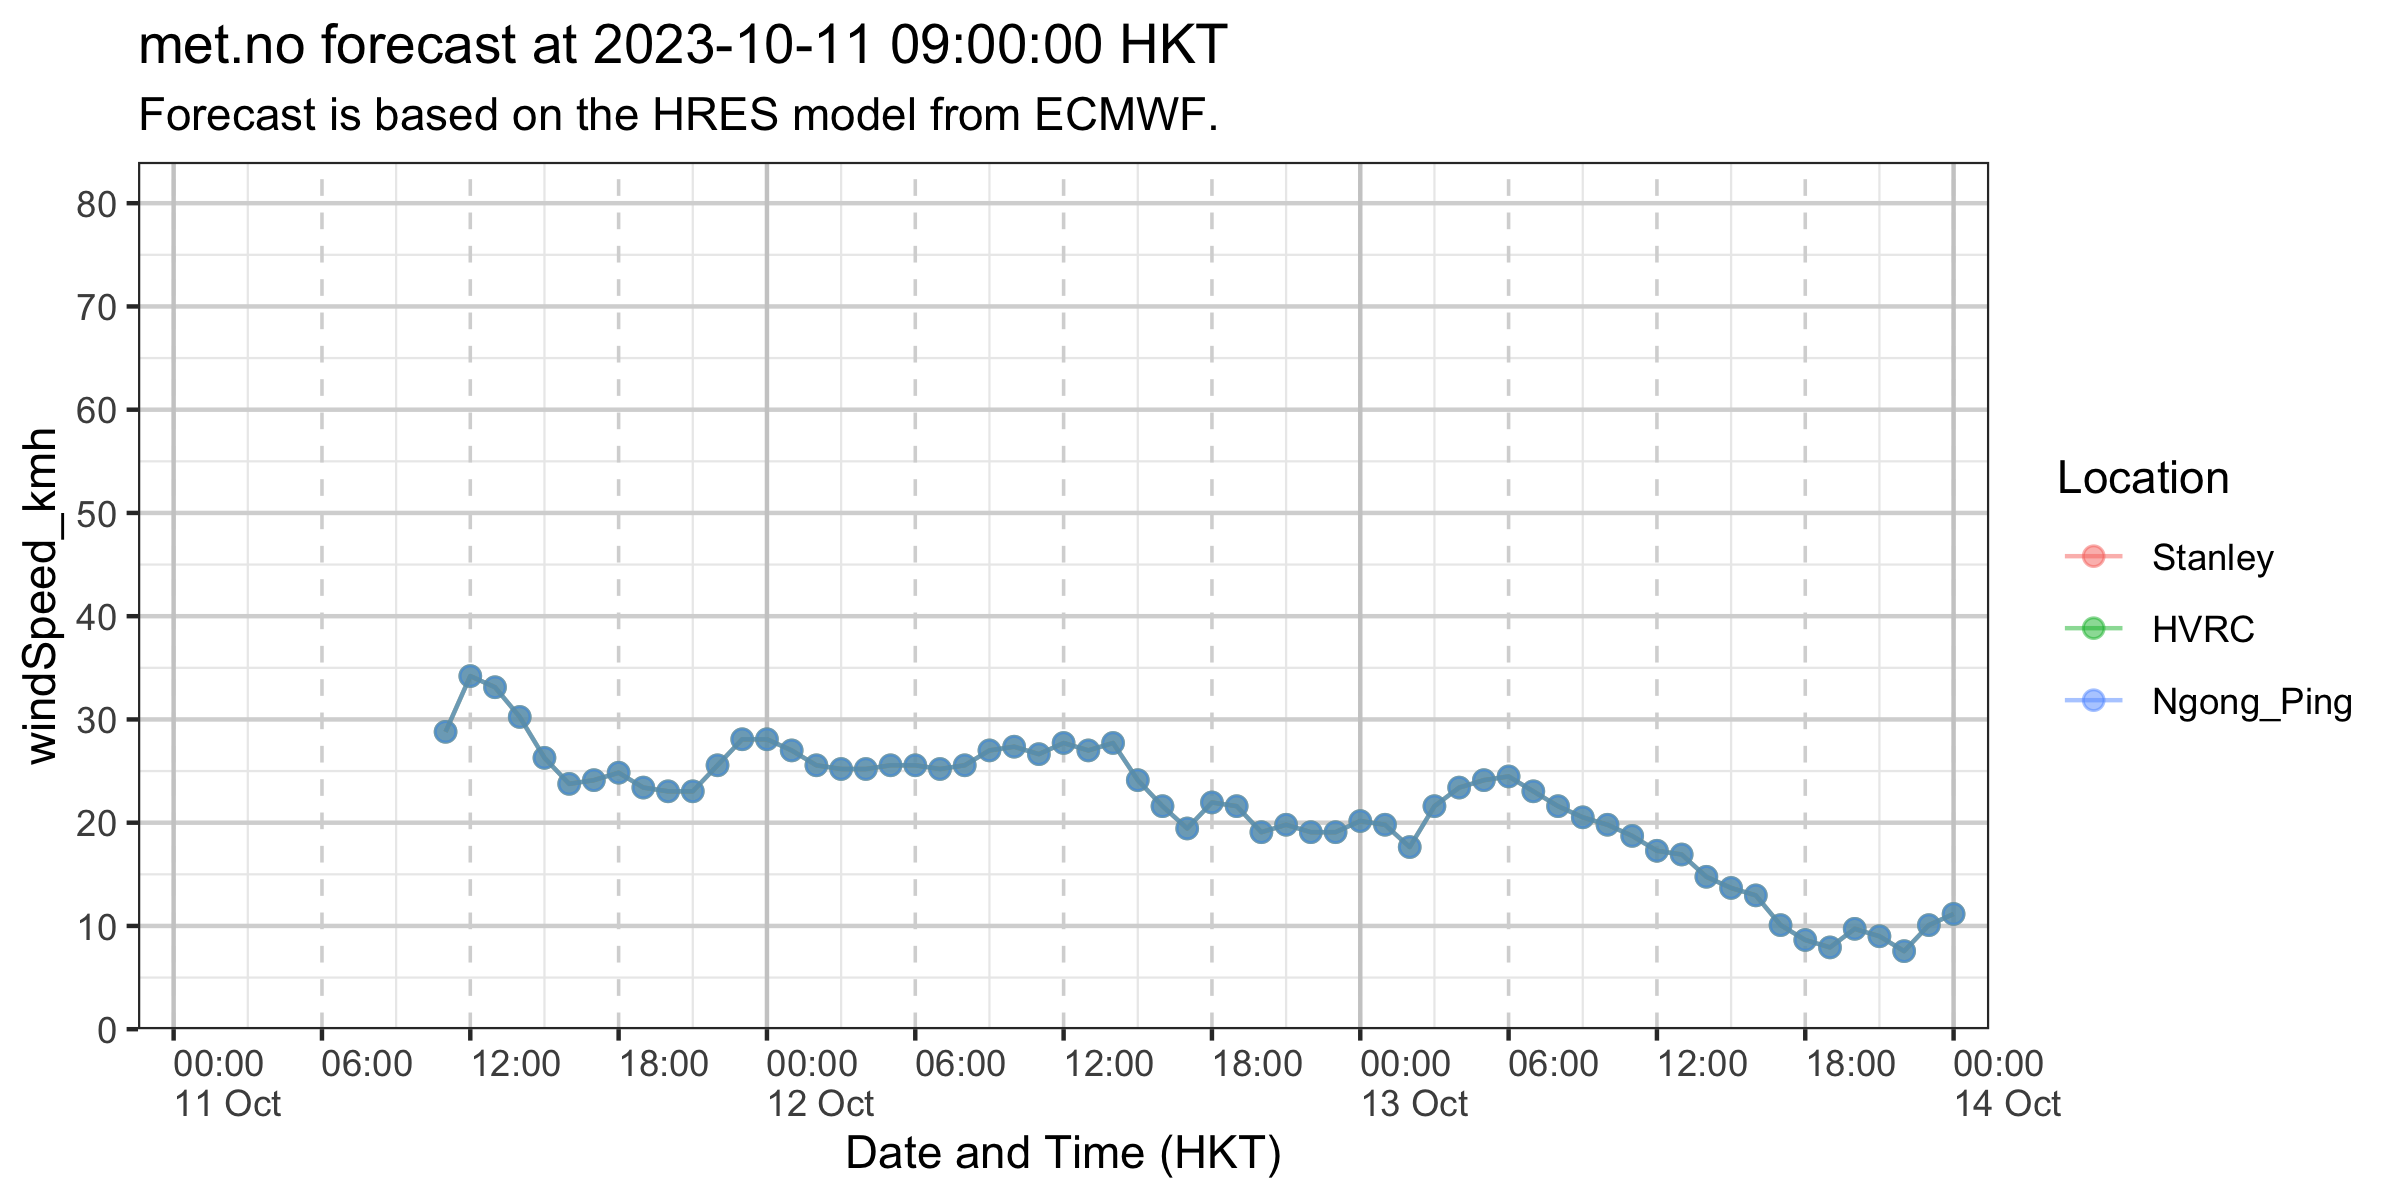 met.no forecast at 2023-10-11 09:00:00 HKT
Forecast is based on the HRES model from ECMWF.
windSpeed_kmh
80
70
60
50
40
30
20
10
0
00:00 06:00 12:00 18:00 00:00 06:00 12:00 18:00 00:00 06:00 12:00 18:00 00:00
11 Oct 12 Oct 13 Oct 14 Oct
Date and Time (HKT)
Location
Stanley
HVRC
Ngong_Ping